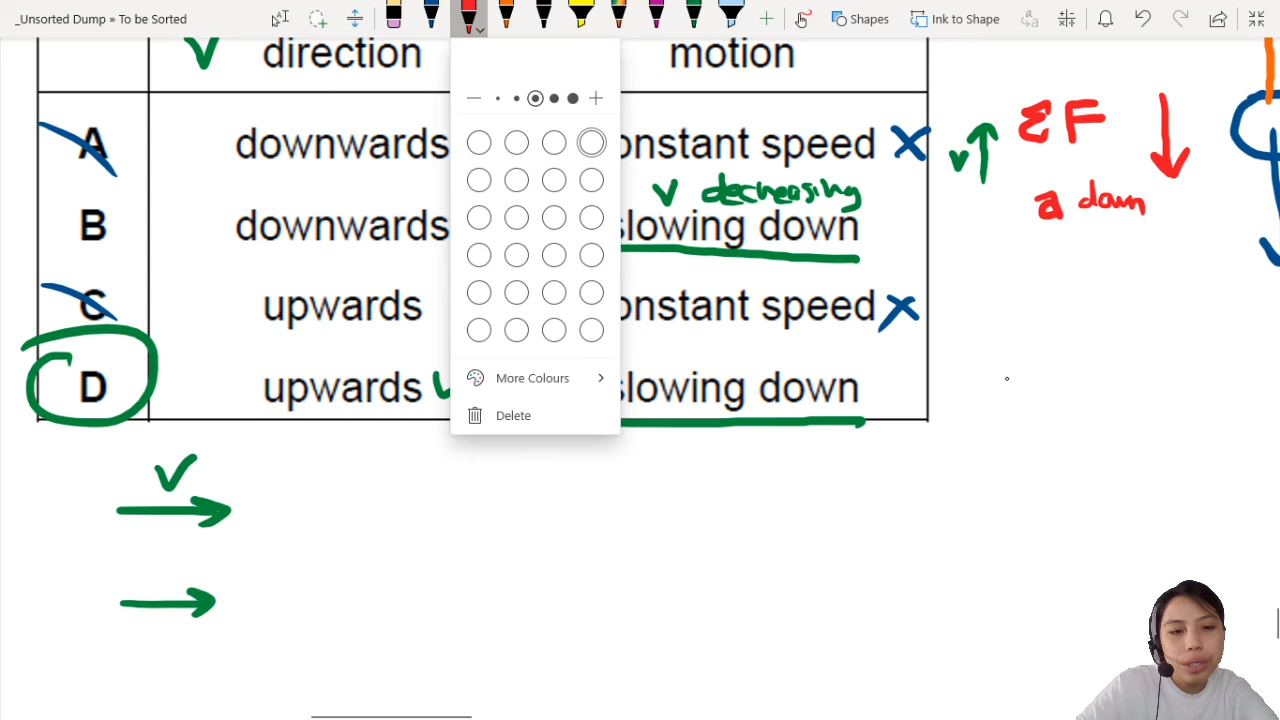 _Unsorted Dump » To be Sorted
Shapes
Ink to Shape
V direction
motion
A downwards onstant speed
v ΣF
v decreasing
a down
B downwards slowing down
C upwards onstant speed
D upwards slowing down
More Colours
Delete
V